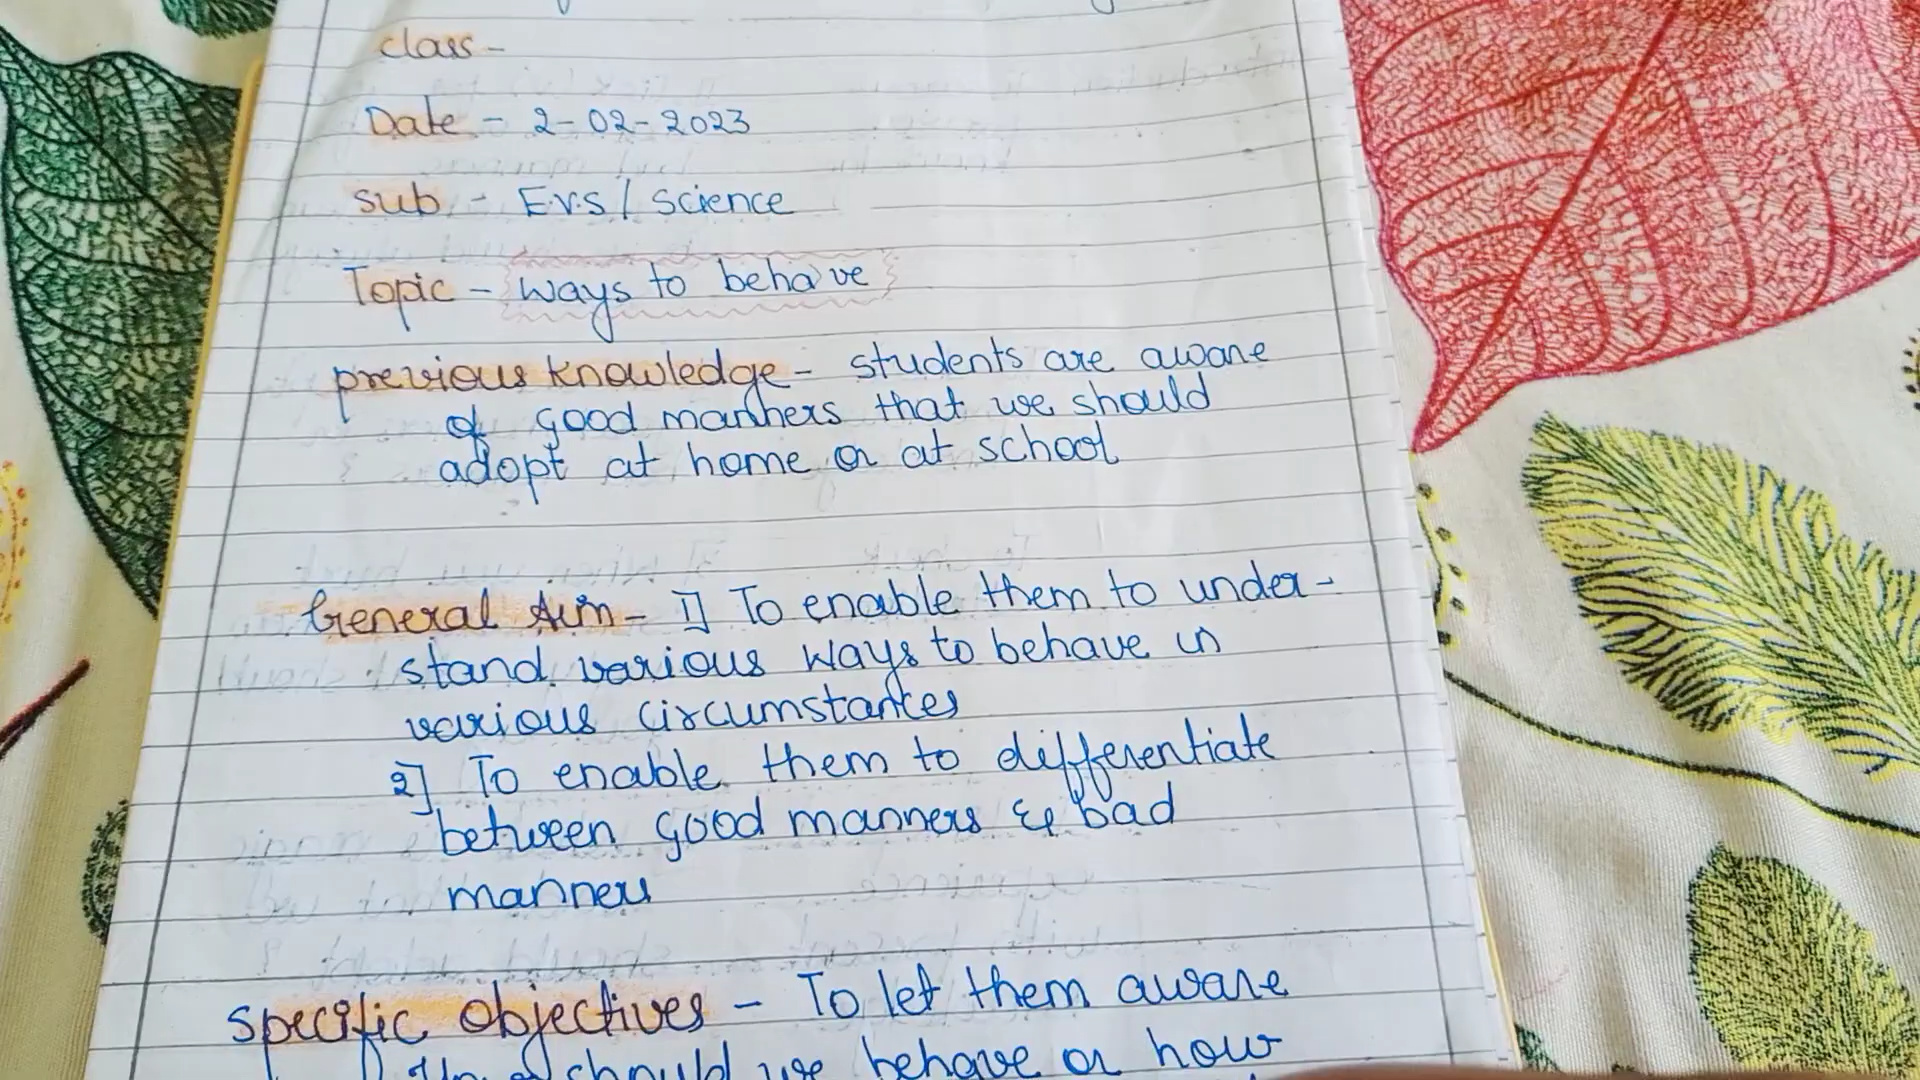 class -
Date - 2-02-2023
sub - E.v.s / Science
Topic - ways to behave
previous knowledge - students are aware
of good manners that we should
adopt at home or at school
General Aim - 1] To enable them to under-
stand various ways to behave in
various circumstances
2] To enable them to differentiate
between good manners & bad
manners
specific objectives - To let them aware
should we behave or how